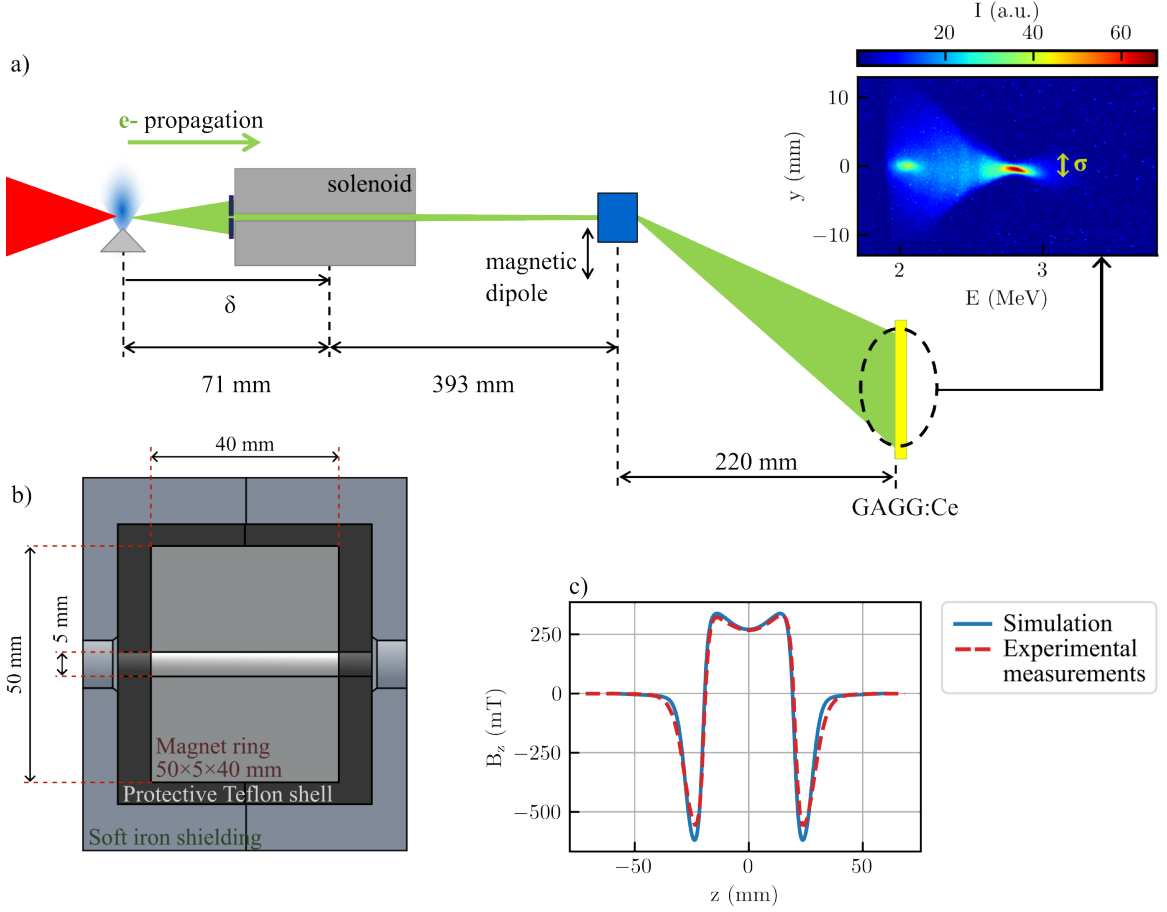 I (a.u.)
20 40 60
a)
e- propagation
solenoid
magnetic
dipole
δ
71 mm
393 mm
220 mm
GAGG:Ce
10
0
−10
y (mm)
σ
2 3
E (MeV)
b)
40 mm
50 mm
5 mm
Magnet ring
50×5×40 mm
Protective Teflon shell
Soft iron shielding
c)
250
0
−250
−500
B_z (mT)
−50 0 50
z (mm)
Simulation
Experimental
measurements